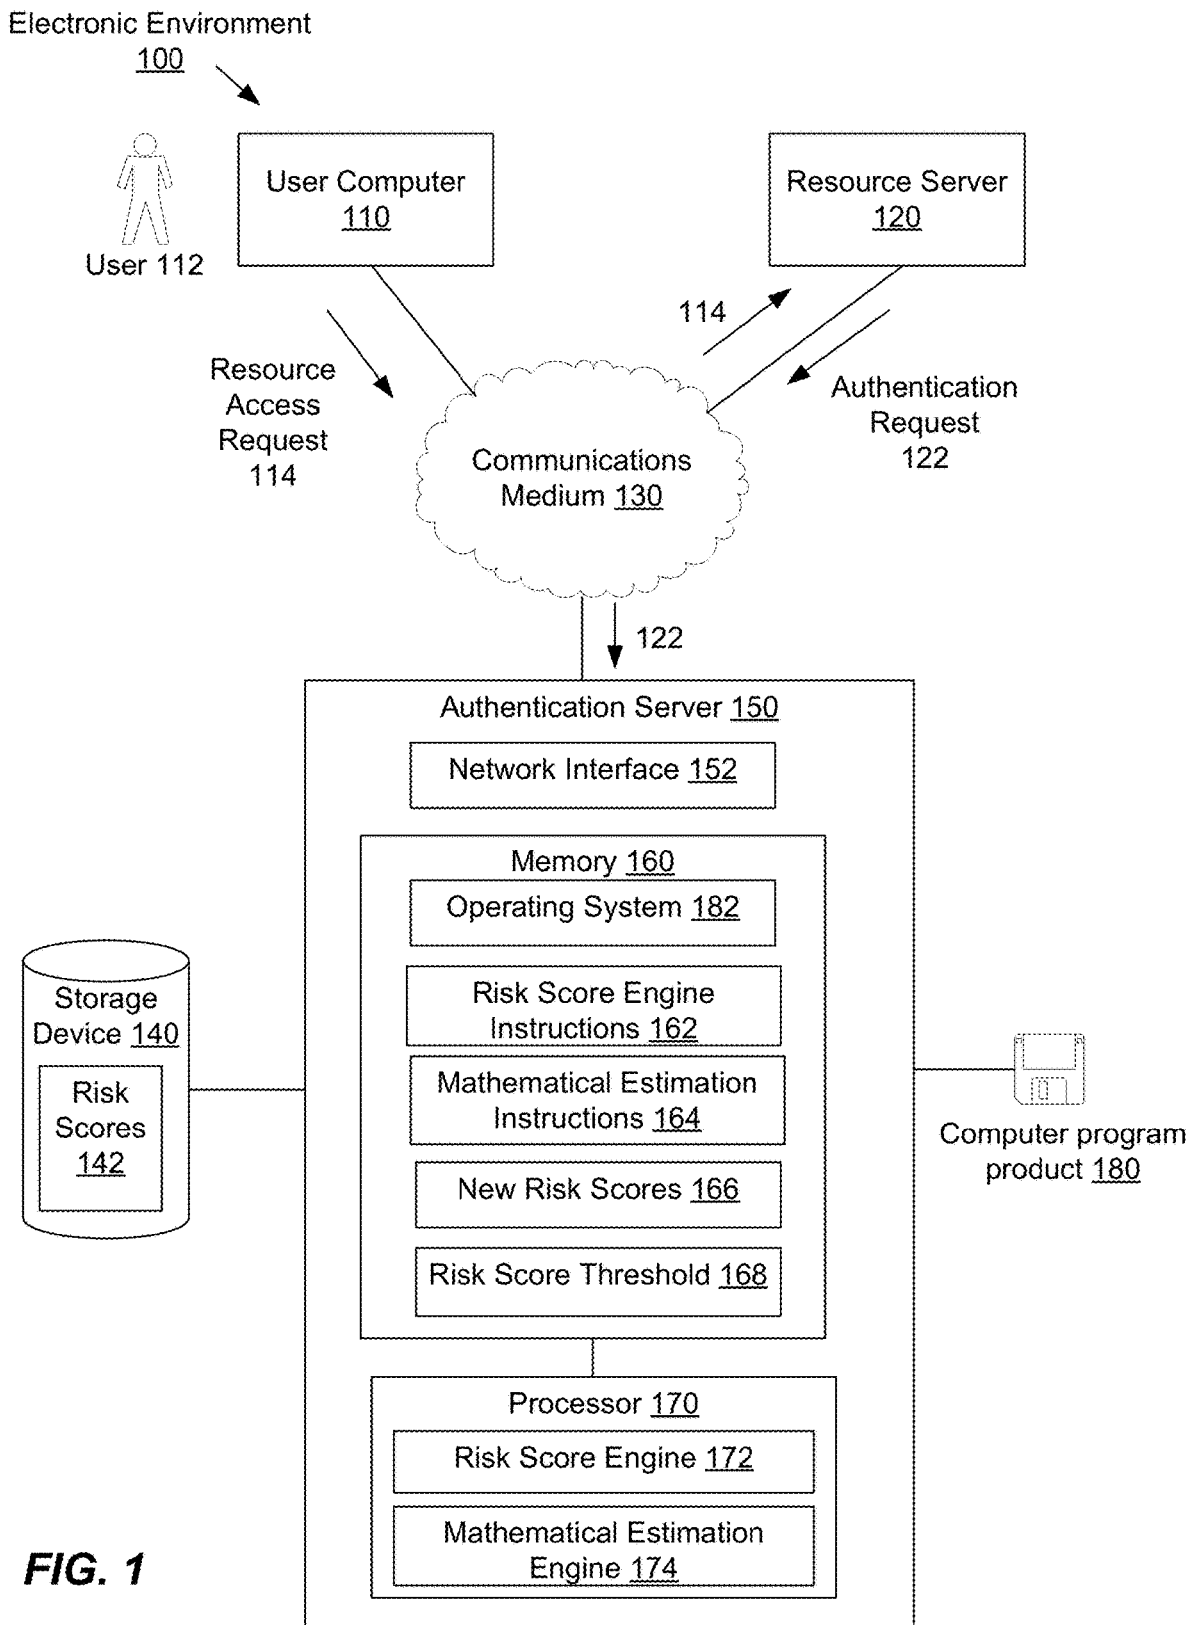 Electronic Environment
100
User Computer
110
Resource Server
120
User 112
114
Resource
Access
Request
114
Authentication
Request
122
Communications
Medium 130
122
Authentication Server 150
Network Interface 152
Memory 160
Operating System 182
Risk Score Engine
Instructions 162
Mathematical Estimation
Instructions 164
New Risk Scores 166
Risk Score Threshold 168
Storage
Device 140
Risk
Scores
142
Computer program
product 180
Processor 170
Risk Score Engine 172
Mathematical Estimation
Engine 174
FIG. 1